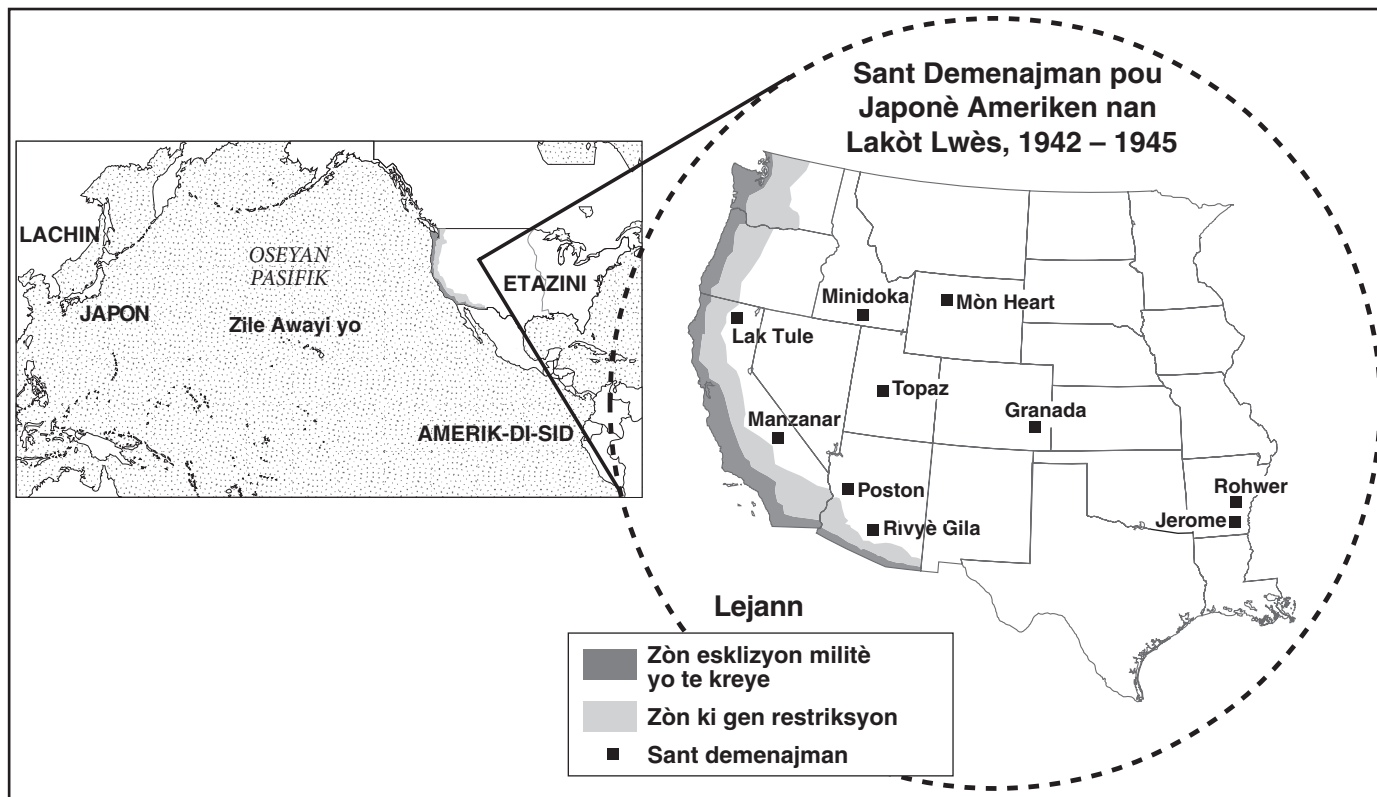 Sant Demenajman pou
Japonè Ameriken nan
Lakòt Lwès, 1942 – 1945
LACHIN
JAPON
OSEYAN
PASIFIK
Zile Awayi yo
ETAZINI
AMERIK-DI-SID
Minidoka
Mòn Heart
Lak Tule
Topaz
Granada
Manzanar
Poston
Rivyè Gila
Rohwer
Jerome
Lejann
Zòn esklizyon militè
yo te kreye
Zòn ki gen restriksyon
Sant demenajman